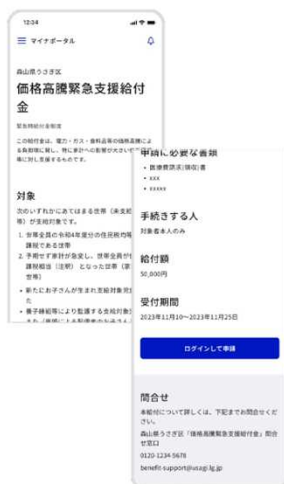 12:04
マイナポータル
森山県うさぎ区
価格高騰緊急支援給付
金
緊急時給付金制度
この給付金は、電力・ガス・食料品等の価格高騰によ
る負担増に鑑し、特に家計への影響が大きい
帯に対し支援するものです。
対象
次のいずれかにあてはまる世帯（未支給
等）が支給対象です。
1. 世帯全員の令和4年度分の住民税均等
課税である世帯
2. 予期せず家計が急変し、世帯全員が
課税相当（注釈）となった世帯（家
世帯）
• 新たにお子さんが生まれ支給対象児
た
• 養子縁組等により監護する支給対象
申請に必要な書類
• 医療費請求(領収)書
• xxx
• xxxxx
手続きする人
対象者本人のみ
給付額
50,000円
受付期間
2023年11月10〜2023年11月25日
ログインして申請
問合せ
本給付について詳しくは、下記までお問合せくだ
さい。
森山県うさぎ区「価格高騰緊急支援給付金」問合
せ窓口
0120-1234-5678
benefit-support@usagi.lg.jp